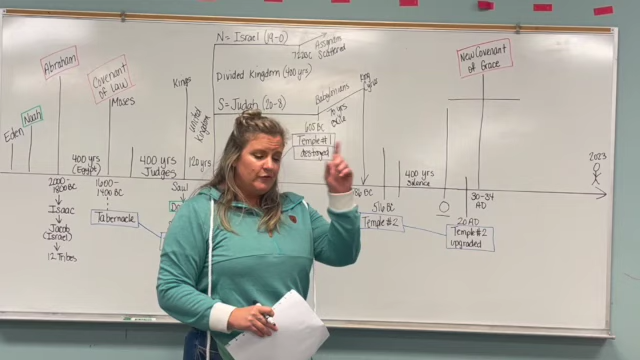 N= Israel (19-0)
722BC
Assyrian
Scattered
Divided Kingdom (400 yrs)
S= Judah (20-8)
Babylonians
70 yrs
exile
605 BC
Temple #1
destroyed
Eden
Noah
Abraham
Covenant
of Law
Moses
Kings
United
Kingdom
New Covenant
of Grace
2023
400 yrs
(Egypt)
400 yrs
Judges
120 yrs
400 yrs
Silence
2000-
1800 BC
Isaac
Jacob
(Israel)
12 Tribes
1600-
1400 BC
Tabernacle
Saul
516 BC
Temple #2
30-34
AD
20 AD
Temple #2
upgraded